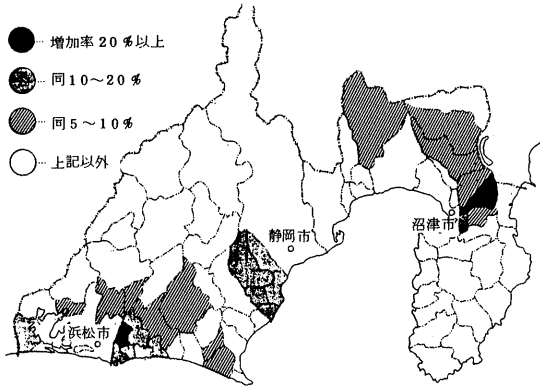 増加率20%以上
同10～20%
同5～10%
上記以外
静岡市
沼津市
浜松市